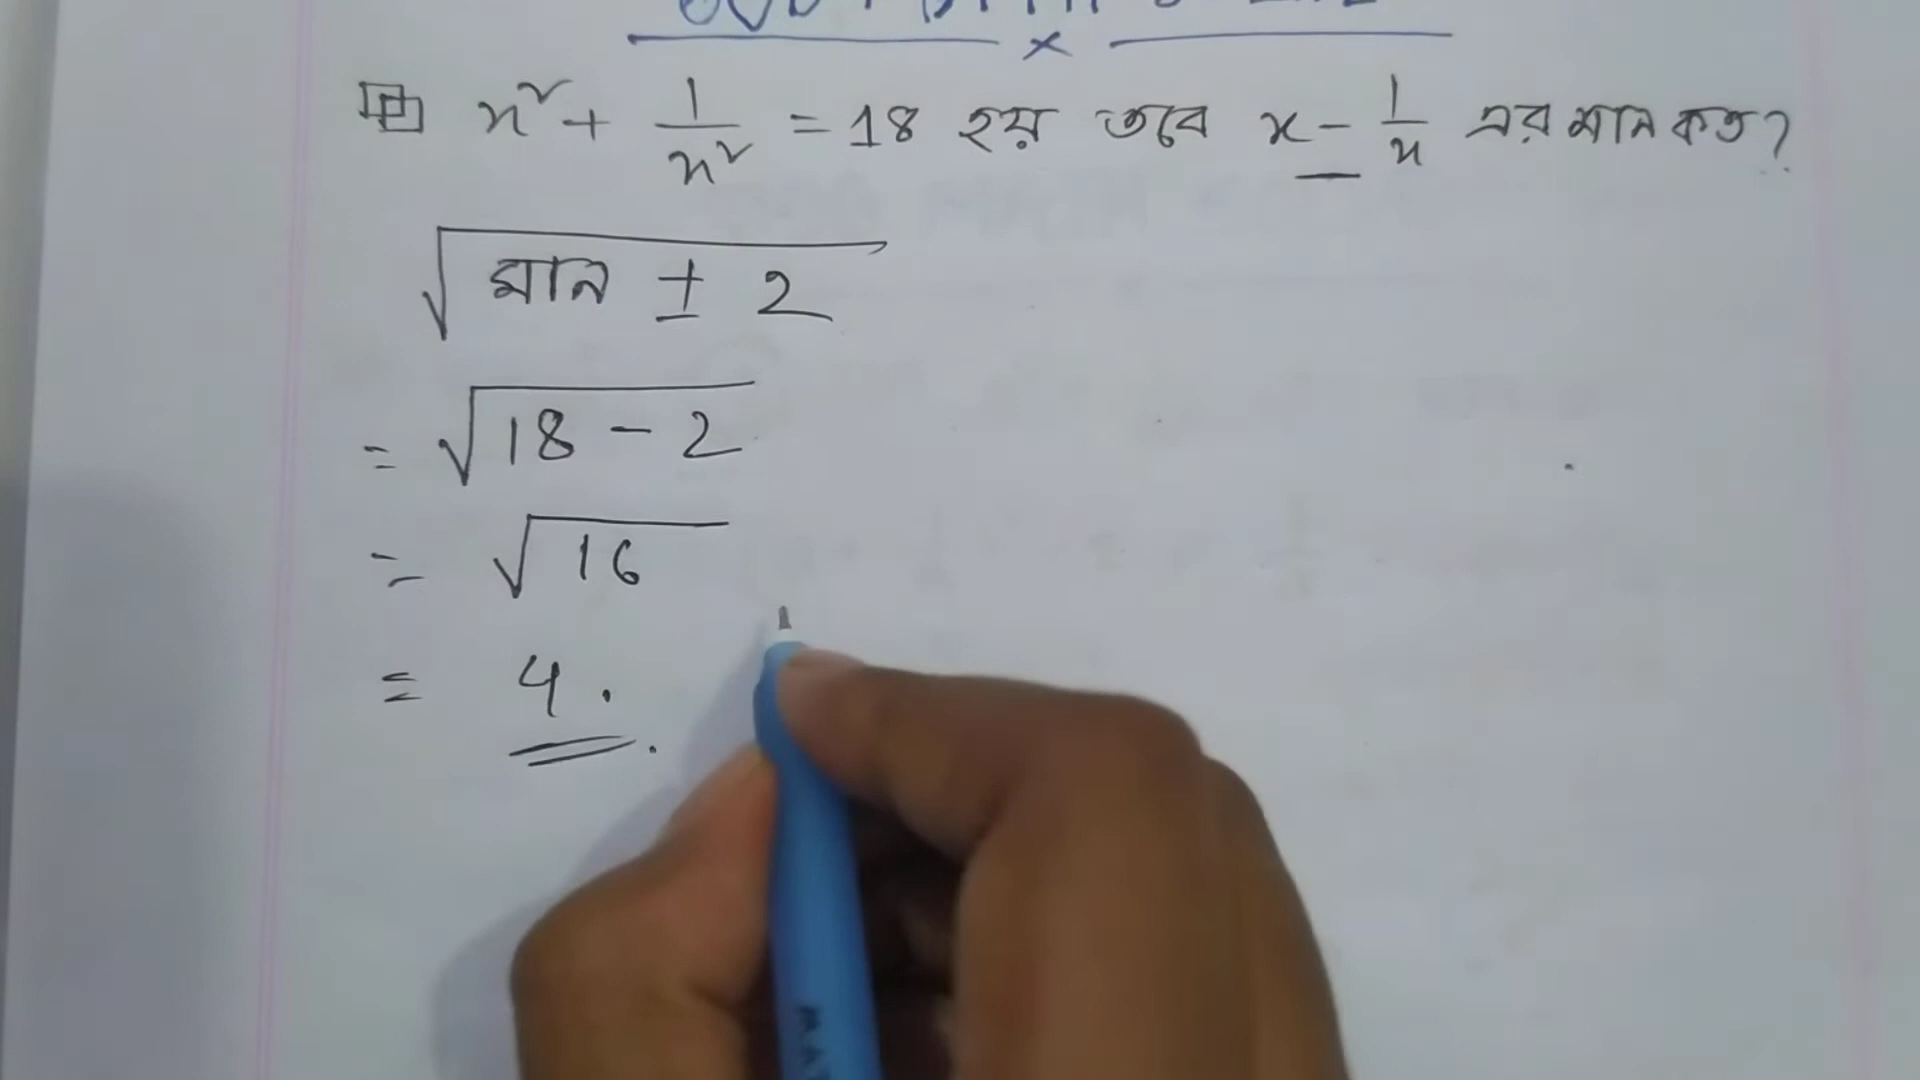 x² + 1/x² = 18 হয় তবে x - 1/x এর মান কত?
√(মান ± 2)
= √(18 - 2)
= √16
= 4.